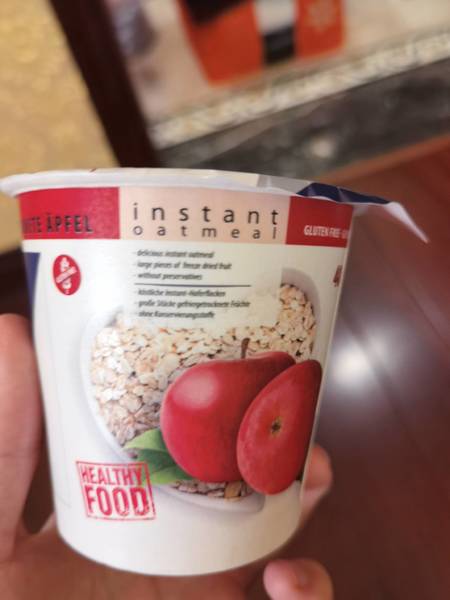 ÄPFEL
instant
oatmeal
GLUTEN FREE
- delicious instant oatmeal
- large pieces of freeze dried fruit
- without preservatives
- köstliche Instant-Haferflocken
- große Stücke gefriergetrocknete Früchte
- ohne Konservierungsstoffe
HEALTHY
FOOD